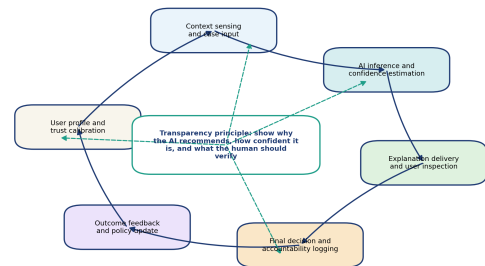 Context sensing
and case input
AI inference and
confidence estimation
User profile and
trust calibration
Transparency principle: show why
the AI recommends, how confident it
is, and what the human should
verify
Explanation delivery
and user inspection
Outcome feedback
and policy update
Final decision and
accountability logging